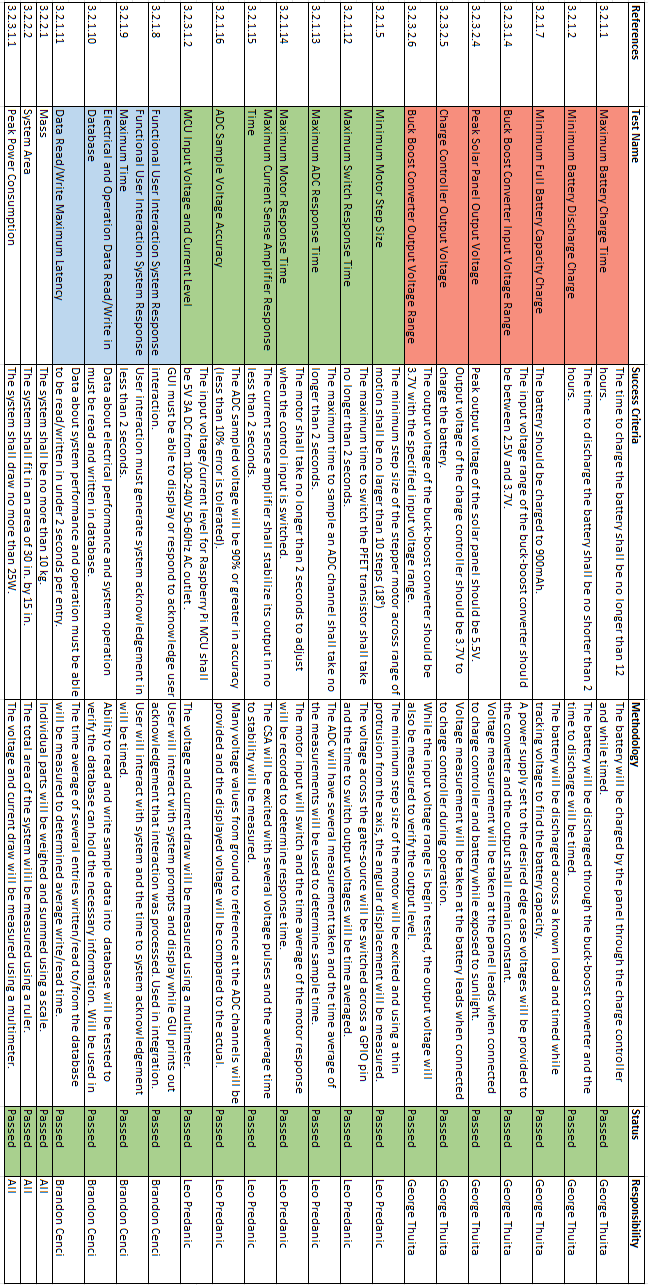 References Test Name Success Criteria Methodology Status Responsibility
3.2.1.1 Maximum Battery Charge Time The time to charge the battery shall be no longer than 12 The battery will be charged by the panel through the charge controller Passed George Thuita
hours. and while timed.
3.2.1.2 Minimum Battery Discharge Charge The time to discharge the battery shall be no shorter than 2 The battery will be discharged through the buck-boost converter and the Passed George Thuita
hours. time to discharge will be timed.
3.2.1.7 Minimum Full Battery Capacity Charge The battery should be charged to 900mAh. The battery will be discharged across a known load and timed while Passed George Thuita
tracking voltage to find the battery capacity.
3.2.3.1.4 Buck Boost Converter Input Voltage Range The input voltage range of the buck-boost converter should A power supply set to the desired edge case voltages will be provided to Passed George Thuita
be between 2.5V and 3.7V. the converter and the output shall remain constant.
3.2.3.2.4 Peak Solar Panel Output Voltage Peak output voltage of the solar panel should be 5.5V. Voltage measurement will be taken at the panel leads when connected Passed George Thuita
to charge controller and battery while exposed to sunlight.
3.2.3.2.5 Charge Controller Output Voltage Output voltage of the charge controller should be 3.7V to Voltage measurement will be taken at the battery leads when connected Passed George Thuita
charge the battery. to charge controller during operation.
3.2.3.2.6 Buck Boost Converter Output Voltage Range The output voltage of the buck-boost converter should be While the input voltage range is begin tested, the output voltage will Passed George Thuita
3.7V with the specified input voltage range. also be measured to verify the output level.
3.2.1.5 Minimum Motor Step Size The minimum step size of the stepper motor across range of The minimum step size of the motor will be excited and using a thin Passed Leo Predanic
motion shall be no larger than 10 steps (18°) protrusion from the axis, the angular displacement will be measured.
3.2.1.12 Maximum Switch Response Time The maximum time to switch the PFET transistor shall take The voltage across the gate-source will be switched across a GPIO pin Passed Leo Predanic
no longer than 2 seconds. and the time to switch output voltages will be time averaged.
3.2.1.13 Maximum ADC Response Time The maximum time to sample an ADC channel shall take no The ADC will have several measurement taken and the time average of Passed Leo Predanic
longer than 2 seconds. the measurements will be used to determine sample time.
3.2.1.14 Maximum Motor Response Time The motor shall take no longer than 2 seconds to adjust The motor input will switch and the time average of the motor response Passed Leo Predanic
when the control input is switched. will be recorded to determine response time.
3.2.1.15 Maximum Current Sense Amplifier Response The current sense amplifier shall stabilize its output in no The CSA will be excited with several voltage pulses and the average time Passed Leo Predanic
Time less than 2 seconds. to stability will be measured.
3.2.1.16 ADC Sample Voltage Accuracy The ADC sampled voltage will be 90% or greater in accuracy Many voltage values from ground to reference at the ADC channels will be Passed Leo Predanic
(less than 10% error is tolerated). provided and the displayed voltage will be compared to the actual.
3.2.3.1.2 MCU Input Voltage and Current Level The input voltage/current level for Raspberry Pi MCU shall The voltage and current draw will be measured using a multimeter. Passed Leo Predanic
be 5V 3A DC from 100-240V 50-60Hz AC outlet.
3.2.1.8 Functional User Interaction System Response GUI must be able to display or respond to acknowledge user User will interact with system prompts and display while GUI prints out Passed Brandon Cenci
interaction. acknowledgement that interaction was processed. Used in integration.
3.2.1.9 Functional User Interaction System Response User interaction must generate system acknowledgement in User will interact with system and the time to system acknowledgement Passed Brandon Cenci
Maximum Time less than 2 seconds. will be timed.
3.2.1.10 Electrical and Operation Data Read/Write in Data about electrical performance and system operation Ability to read and write sample data into database will be tested to Passed Brandon Cenci
Database must be read and written in database. verify the database can hold the necessary information. Will be used in
3.2.1.11 Data Read/Write Maximum Latency Data about system performance and operation must be able The time average of several entries written/read to/from the database Passed Brandon Cenci
to be read/written in under 2 seconds per entry. will be measured to determined average write/read time.
3.2.2.1 Mass The system shall be no more than 10 kg. Individual parts will be weighed and summed using a scale. Passed All
3.2.2.2 System Area The system shall fit in an area of 30 in. by 15 in. The total area of the system will be measured using a ruler. Passed All
3.2.3.1.1 Peak Power Consumption The system shall draw no more than 25W. The voltage and current draw will be measured using a multimeter. Passed All